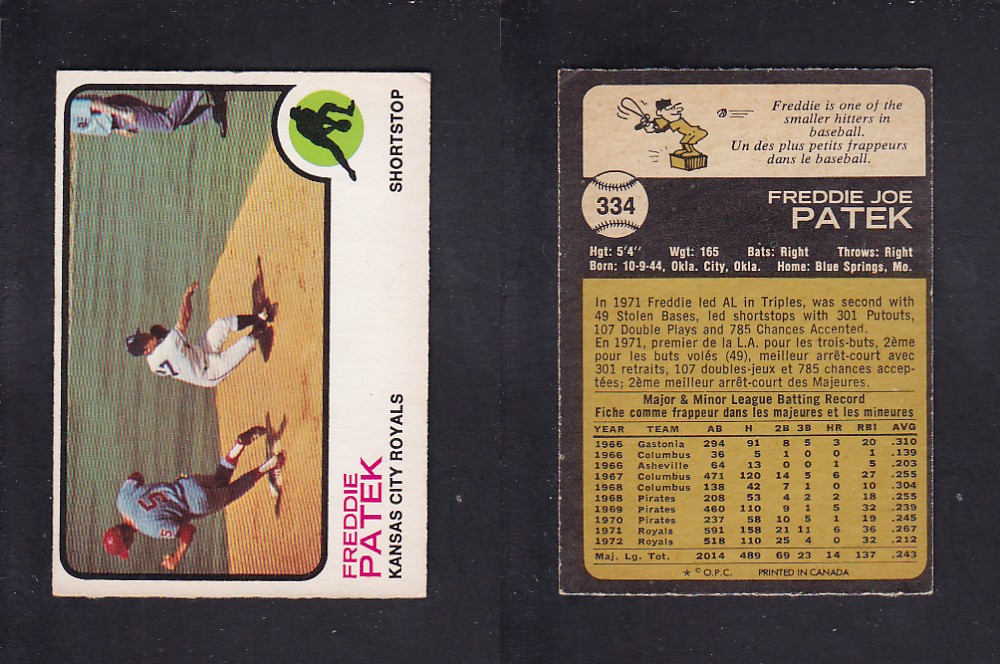 FREDDIE
PATEK
KANSAS CITY ROYALS SHORTSTOP
5
5
7
Freddie is one of the
smaller hitters in
baseball.
Un des plus petits frappeurs
dans le baseball.
334
FREDDIE JOE
PATEK
Hgt: 5'4" Wgt: 165 Bats: Right Throws: Right
Born: 10-9-44, Okla. City, Okla. Home: Blue Springs, Mo.
In 1971 Freddie led AL in Triples, was second with
49 Stolen Bases, led shortstops with 301 Putouts,
107 Double Plays and 785 Chances Accented.
En 1971, premier de la L.A. pour les trois-buts, 2ème
pour les buts volés (49), meilleur arrêt-court avec
301 retraits, 107 doubles-jeux et 785 chances accep-
tées; 2ème meilleur arrêt-court des Majeures.
Major & Minor League Batting Record
Fiche comme frappeur dans les majeures et les mineures
YEAR TEAM AB H 2B 3B HR RBI AVG
1966 Gastonia 294 91 8 5 3 20 .310
1966 Columbus 36 5 1 0 0 1 .139
1966 Asheville 64 13 0 0 1 5 .203
1967 Columbus 471 120 14 5 6 27 .255
1968 Columbus 138 42 7 1 0 10 .304
1968 Pirates 208 53 4 2 2 18 .255
1969 Pirates 460 110 9 1 5 32 .239
1970 Pirates 237 58 10 5 1 19 .245
1971 Royals 591 158 21 11 6 36 .267
1972 Royals 518 110 25 4 0 32 .212
Maj. Lg. Tot. 2014 489 69 23 14 137 .243
* © O.P.C. PRINTED IN CANADA